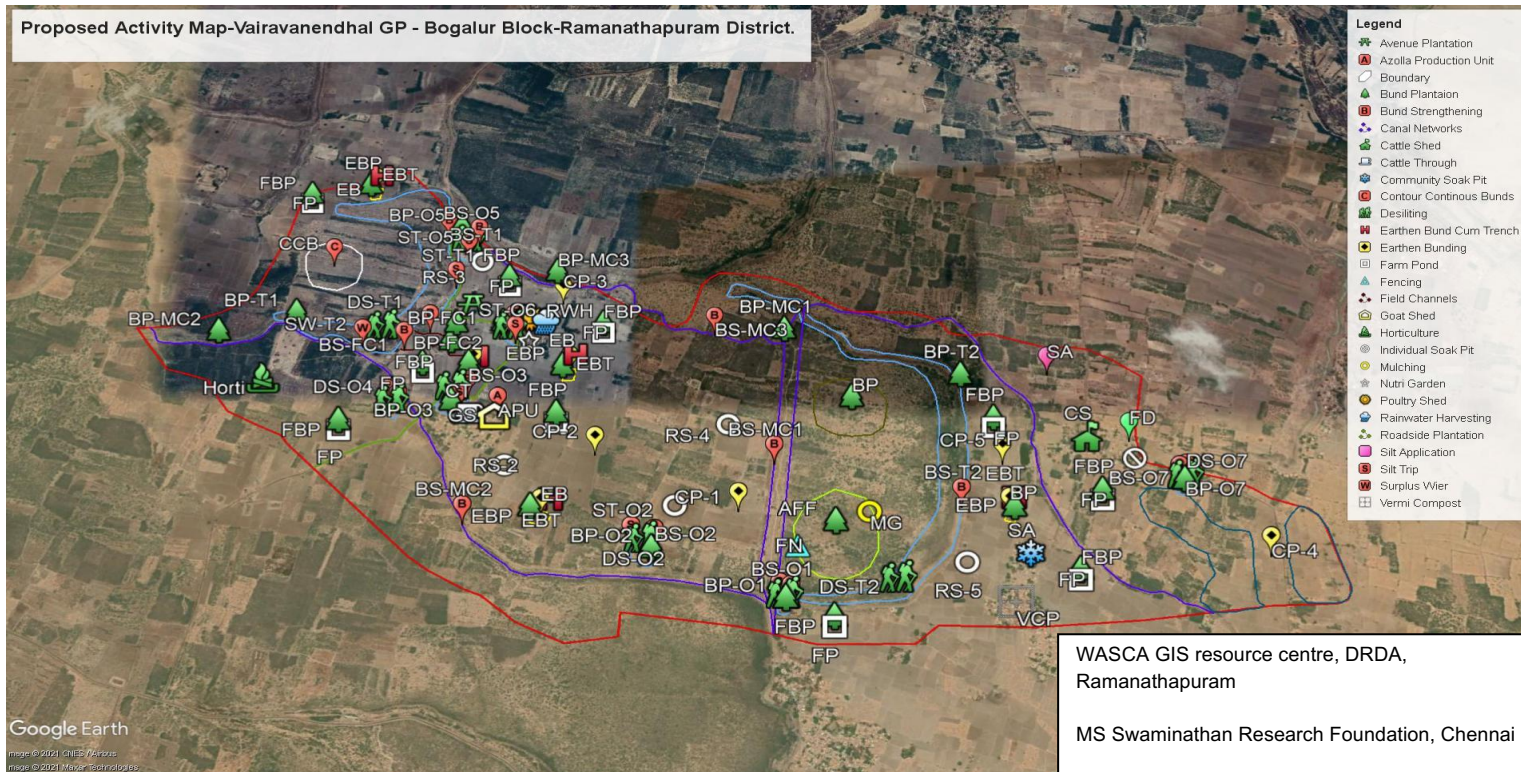 Proposed Activity Map-Vairavanendhal GP - Bogalur Block-Ramanathapuram District.
Legend
Avenue Plantation
Azolla Production Unit
Boundary
Bund Plantaion
Bund Strengthening
Canal Networks
Cattle Shed
Cattle Through
Community Soak Pit
Contour Continous Bunds
Desiliting
Earthen Bund Cum Trench
Earthen Bunding
Farm Pond
Fencing
Field Channels
Goat Shed
Horticulture
Individual Soak Pit
Mulching
Nutri Garden
Poultry Shed
Rainwater Harvesting
Roadside Plantation
Silt Application
Silt Trip
Surplus Wier
Vermi Compost
EBP
EBT
FBP
EB
FP
BP-O5
BS-O5
ST-O5
BS-T1
CCB
ST-T1
FBP
BP-MC3
RS-3
FP
CP-3
BP-T1
DS-T1
BP-MC2
SW-T2
BP-FC1
ST-O6
RWH
FBP
BS-FC1
BP-FC2
EBP
EB
FP
BS-MC3
BP-MC1
EBT
FBP
BS-O3
Horti
DS-O4
FP
CT
FBP
BP-O3
GS
APU
FBP
CP-2
FP
RS-4
BS-MC1
BP
BP-T2
SA
FBP
CS
FD
CP-5
FP
RS-2
BS-MC2
EBP
EB
EBT
CP-1
ST-O2
BP-O2
BS-O2
DS-O2
AFF
MG
FN
BS-T2
EBT
EBP
BP
SA
FBP
BS-O7
DS-O7
FP
BP-O7
CP-4
BS-O1
BP-O1
DS-T2
RS-5
FBP
FP
FBP
FP
VCP
WASCA GIS resource centre, DRDA,
Ramanathapuram
MS Swaminathan Research Foundation, Chennai
Google Earth
mage © 2021 CNES / Airbus
mage © 2021 Maxar Technologies